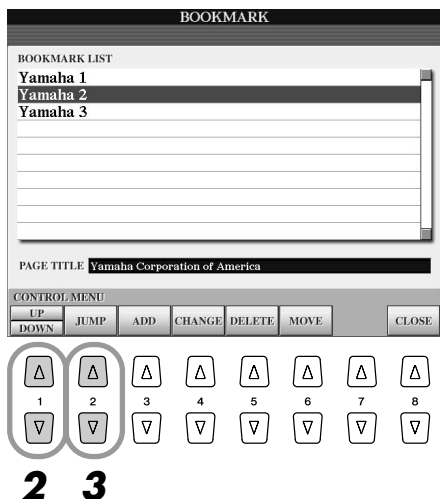 BOOKMARK
BOOKMARK LIST
Yamaha 1
Yamaha 2
Yamaha 3
PAGE TITLE Yamaha Corporation of America
CONTROL MENU
UP
DOWN JUMP ADD CHANGE DELETE MOVE CLOSE
1 2 3 4 5 6 7 8
2 3